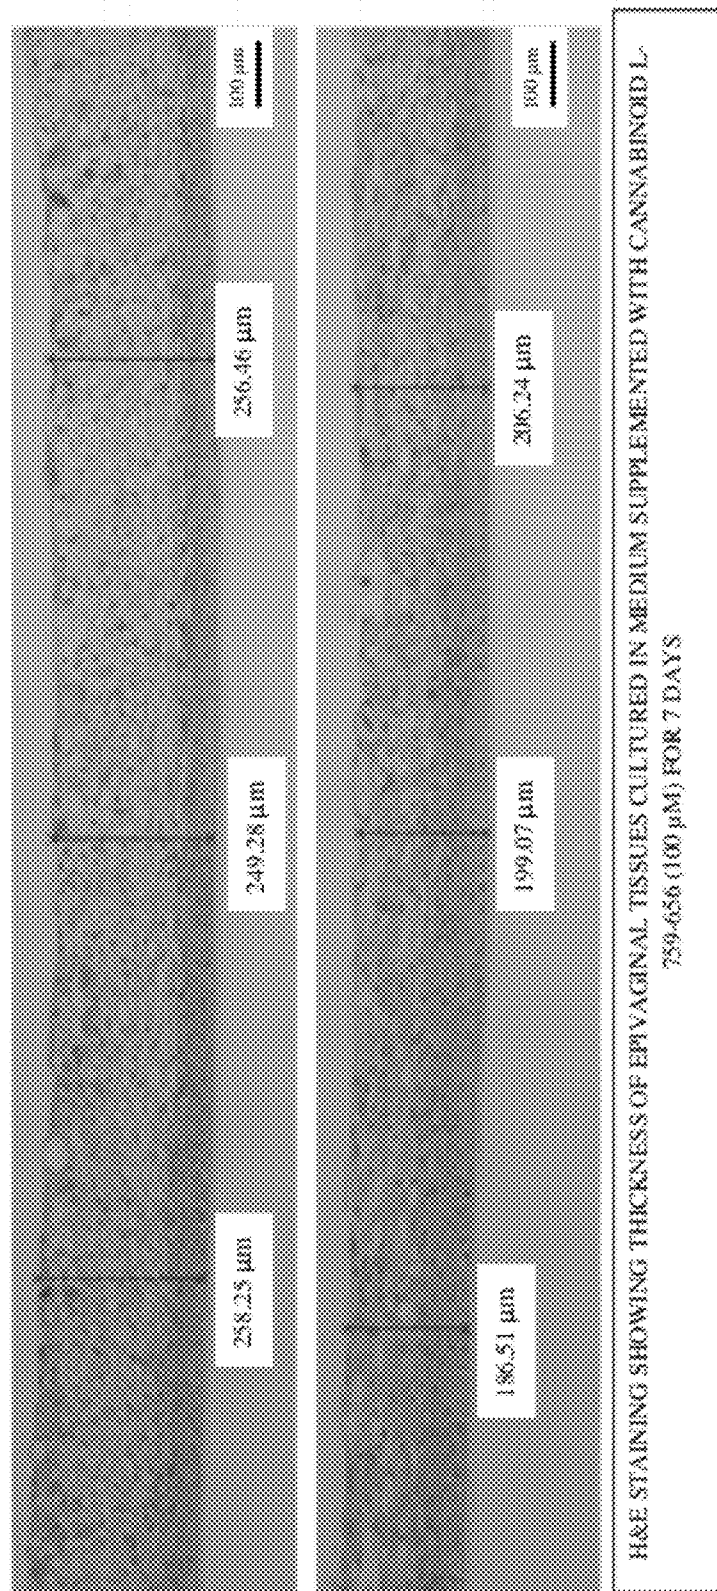 258.25 µm
249.28 µm
256.46 µm
100 µm
186.51 µm
199.07 µm
206.24 µm
100 µm
H&E STAINING SHOWING THICKNESS OF EPIVAGINAL TISSUES CULTURED IN MEDIUM SUPPLEMENTED WITH CANNABINOID L-
759-656 (100 µM) FOR 7 DAYS